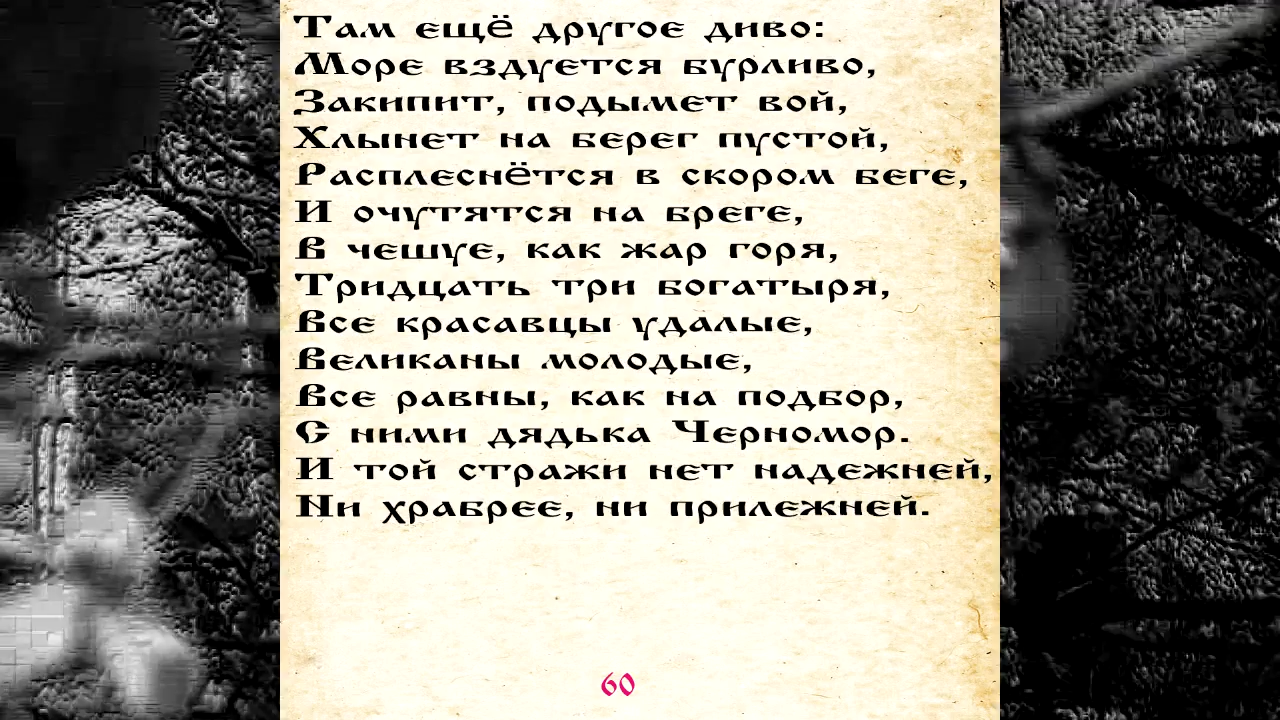 Там ещё другое диво:
Море вздуется бурливо,
Закипит, подымет вой,
Хлынет на берег пустой,
Расплеснётся в скором беге,
И очутятся на бреге,
В чешуе, как жар горя,
Тридцать три богатыря,
Все красавцы удалые,
Великаны молодые,
Все равны, как на подбор,
С ними дядька Черномор.
И той стражи нет надежней,
Ни храбрее, ни прилежней.
60